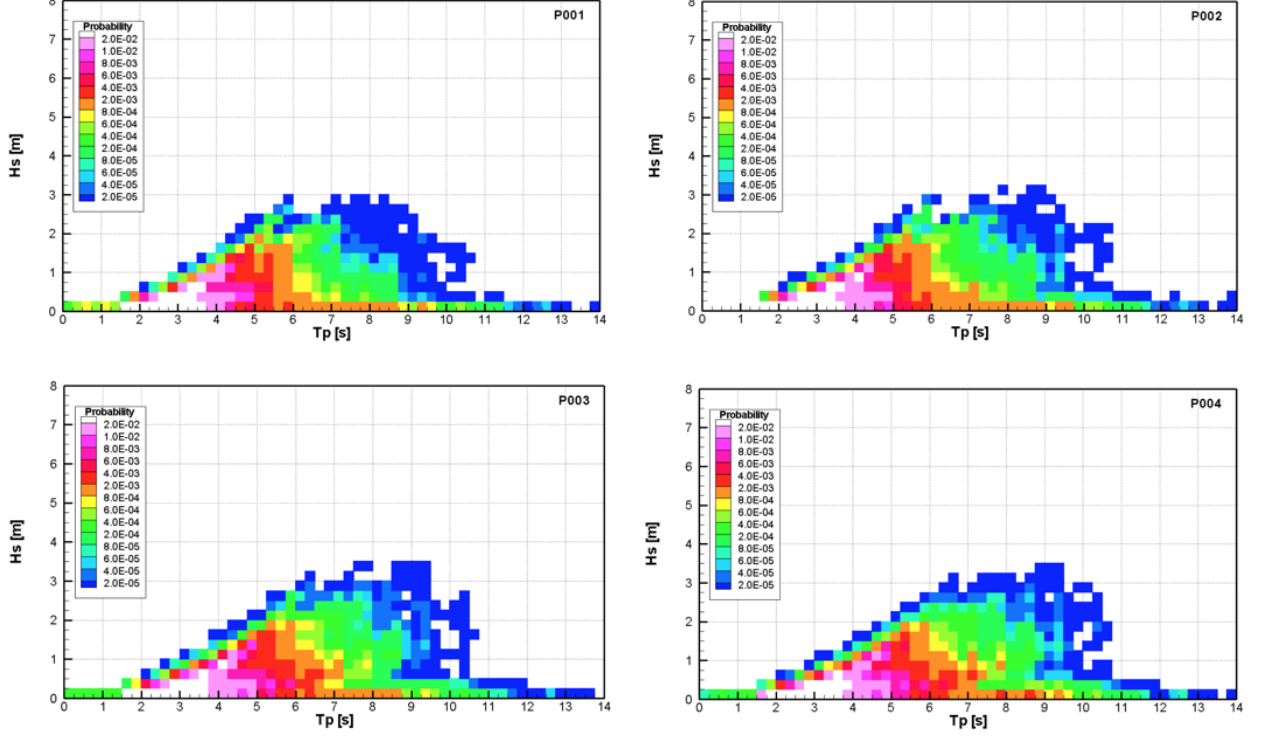 P001
Probability
2.0E-02
1.0E-02
8.0E-03
6.0E-03
4.0E-03
2.0E-03
8.0E-04
6.0E-04
4.0E-04
2.0E-04
8.0E-05
6.0E-05
4.0E-05
2.0E-05
8
7
6
5
4
3
2
1
0
Hs [m]
0 1 2 3 4 5 6 7 8 9 10 11 12 13 14
Tp [s]
P002
Probability
2.0E-02
1.0E-02
8.0E-03
6.0E-03
4.0E-03
2.0E-03
8.0E-04
6.0E-04
4.0E-04
2.0E-04
8.0E-05
6.0E-05
4.0E-05
2.0E-05
8
7
6
5
4
3
2
1
0
Hs [m]
0 1 2 3 4 5 6 7 8 9 10 11 12 13 14
Tp [s]
P003
Probability
2.0E-02
1.0E-02
8.0E-03
6.0E-03
4.0E-03
2.0E-03
8.0E-04
6.0E-04
4.0E-04
2.0E-04
8.0E-05
6.0E-05
4.0E-05
2.0E-05
8
7
6
5
4
3
2
1
0
Hs [m]
0 1 2 3 4 5 6 7 8 9 10 11 12 13 14
Tp [s]
P004
Probability
2.0E-02
1.0E-02
8.0E-03
6.0E-03
4.0E-03
2.0E-03
8.0E-04
6.0E-04
4.0E-04
2.0E-04
8.0E-05
6.0E-05
4.0E-05
2.0E-05
8
7
6
5
4
3
2
1
0
Hs [m]
0 1 2 3 4 5 6 7 8 9 10 11 12 13 14
Tp [s]